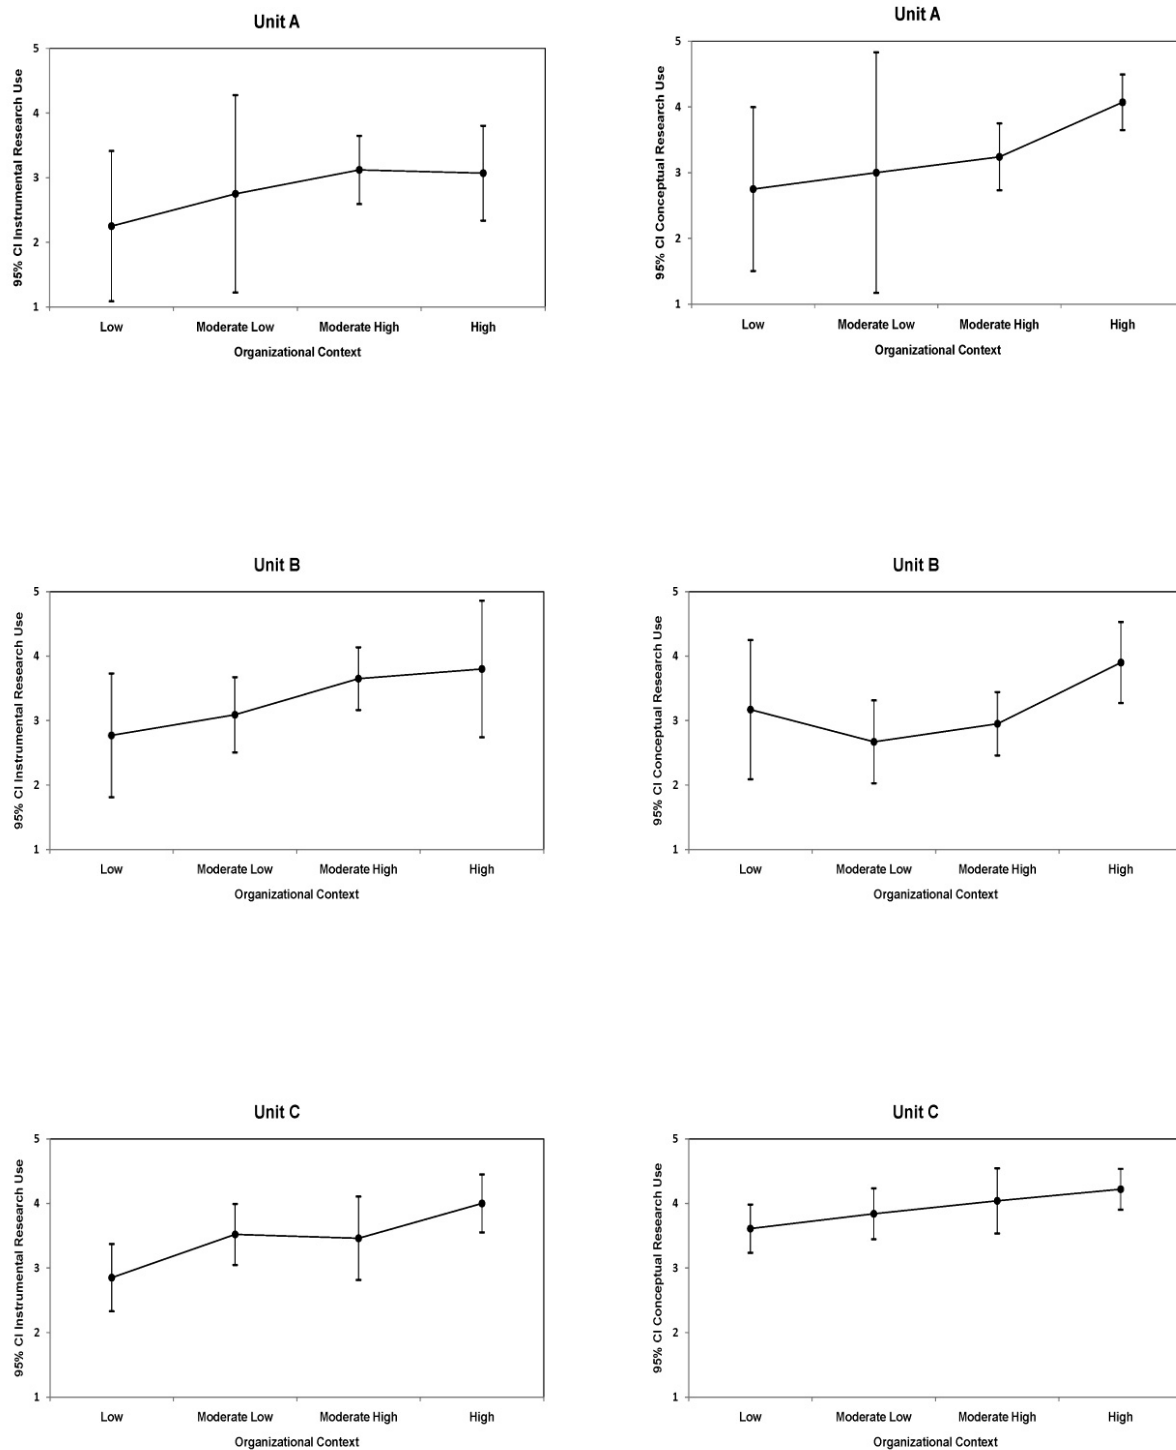 Unit A
95% CI Instrumental Research Use
5
4
3
2
1
Low Moderate Low Moderate High High
Organizational Context
Unit A
95% CI Conceptual Research Use
5
4
3
2
1
Low Moderate Low Moderate High High
Organizational Context
Unit B
95% CI Instrumental Research Use
5
4
3
2
1
Low Moderate Low Moderate High High
Organizational Context
Unit B
95% CI Conceptual Research Use
5
4
3
2
1
Low Moderate Low Moderate High High
Organizational Context
Unit C
95% CI Instrumental Research Use
5
4
3
2
1
Low Moderate Low Moderate High High
Organizational Context
Unit C
95% CI Conceptual Research Use
5
4
3
2
1
Low Moderate Low Moderate High High
Organizational Context